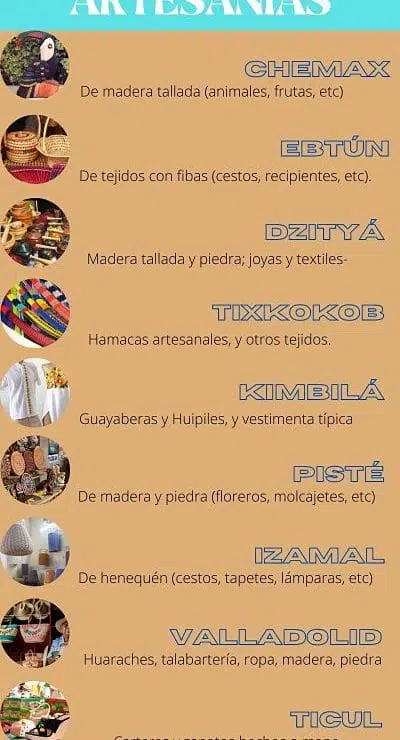 ARTESANÍAS
CHEMAX
De madera tallada (animales, frutas, etc)
EBTÚN
De tejidos con fibas (cestos, recipientes, etc).
DZITYÁ
Madera tallada y piedra; joyas y textiles-
TIXKOKOB
Hamacas artesanales, y otros tejidos.
KIMBILÁ
Guayaberas y Huipiles, y vestimenta típica
PISTÉ
De madera y piedra (floreros, molcajetes, etc)
IZAMAL
De henequén (cestos, tapetes, lámparas, etc)
VALLADOLID
Huaraches, talabartería, ropa, madera, piedra
TICUL